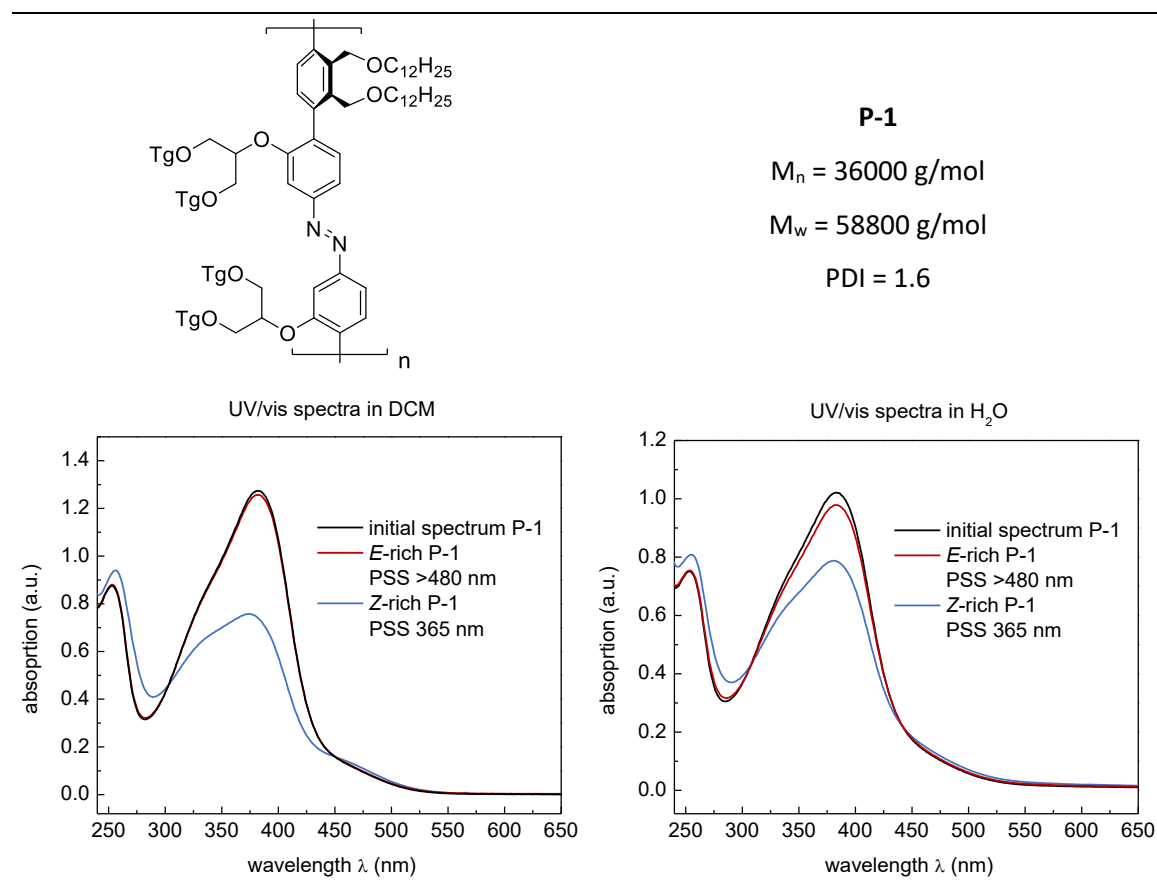 OC12H25
OC12H25
O
TgO
TgO
N
N
TgO
TgO
O
n
P-1
Mn = 36000 g/mol
Mw = 58800 g/mol
PDI = 1.6
UV/vis spectra in DCM
1.4
1.2
1.0
0.8
0.6
0.4
0.2
0.0
absoprtion (a.u.)
initial spectrum P-1
E-rich P-1
PSS >480 nm
Z-rich P-1
PSS 365 nm
250 300 350 400 450 500 550 600 650
wavelength λ (nm)
UV/vis spectra in H2O
1.2
1.0
0.8
0.6
0.4
0.2
0.0
absoprtion (a.u.)
initial spectrum P-1
E-rich P-1
PSS >480 nm
Z-rich P-1
PSS 365 nm
250 300 350 400 450 500 550 600 650
wavelength λ (nm)